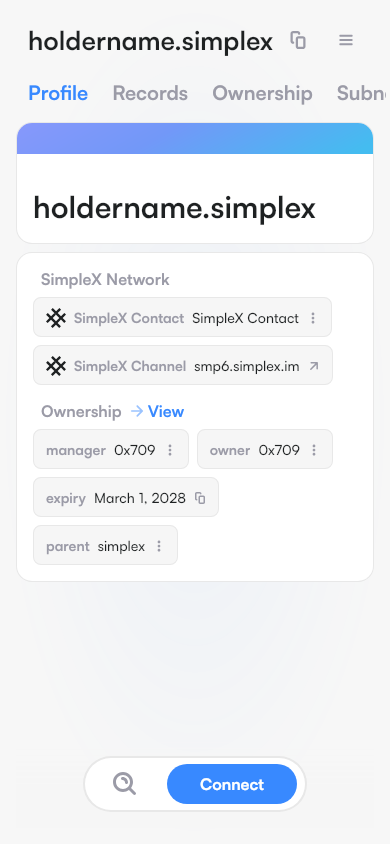 holdername.simplex
Profile Records Ownership Subn
holdername.simplex
SimpleX Network
SimpleX Contact SimpleX Contact
SimpleX Channel smp6.simplex.im
Ownership → View
manager 0x709 owner 0x709
expiry March 1, 2028
parent simplex
Connect